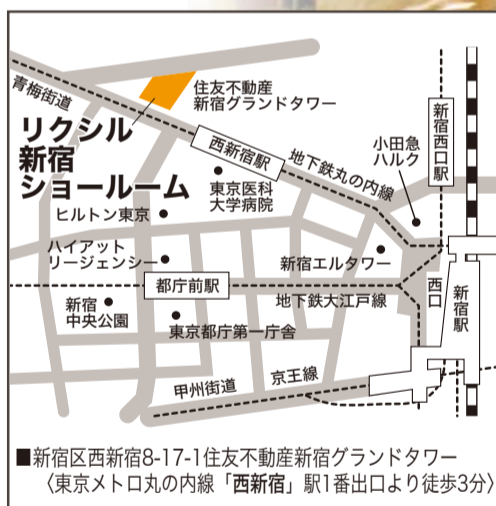 青梅街道
住友不動産
新宿グランドタワー
リクシル
新宿
ショールーム
西新宿駅
地下鉄丸の内線
小田急
ハルク
新宿西口駅
東京医科
大学病院
ヒルトン東京
ハイアット
リージェンシー
新宿エルタワー
都庁前駅
地下鉄大江戸線
西口
新宿駅
新宿
中央公園
東京都庁第一庁舎
甲州街道
京王線
■新宿区西新宿8-17-1住友不動産新宿グランドタワー
〈東京メトロ丸の内線「西新宿」駅1番出口より徒歩3分〉